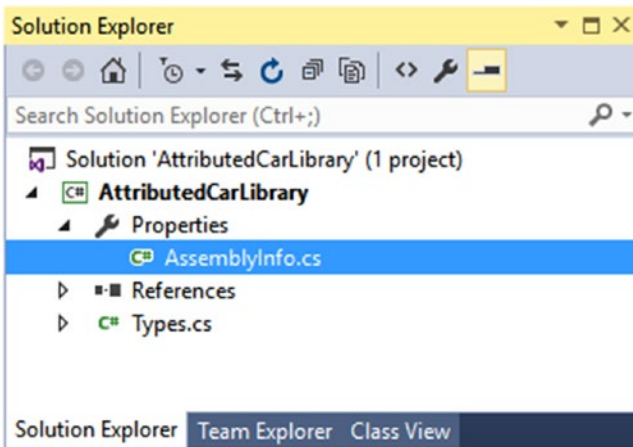 Solution Explorer
Search Solution Explorer (Ctrl+;)
Solution 'AttributedCarLibrary' (1 project)
C# AttributedCarLibrary
Properties
C# AssemblyInfo.cs
References
C# Types.cs
Solution Explorer Team Explorer Class View